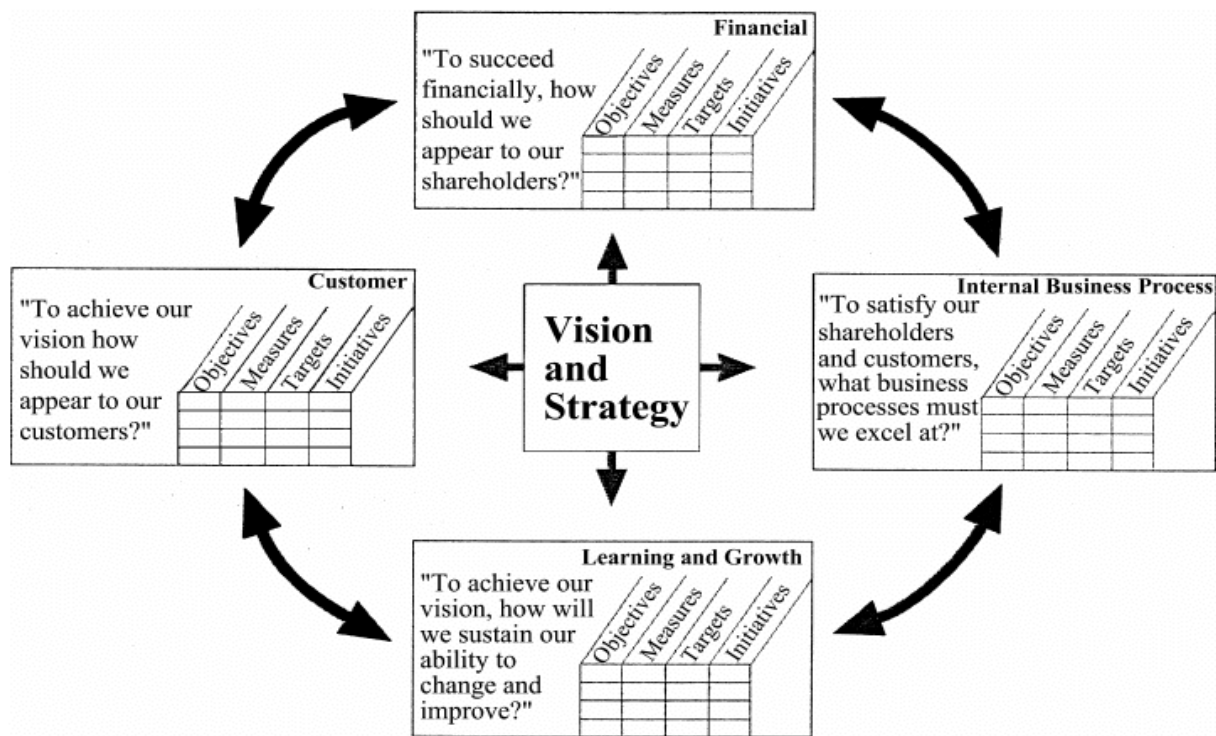 Financial
"To succeed
financially, how
should we
appear to our
shareholders?"
Objectives
Measures
Targets
Initiatives
Customer
"To achieve our
vision how
should we
appear to our
customers?"
Objectives
Measures
Targets
Initiatives
Vision
and
Strategy
Internal Business Process
"To satisfy our
shareholders
and customers,
what business
processes must
we excel at?"
Objectives
Measures
Targets
Initiatives
Learning and Growth
"To achieve our
vision, how will
we sustain our
ability to
change and
improve?"
Objectives
Measures
Targets
Initiatives